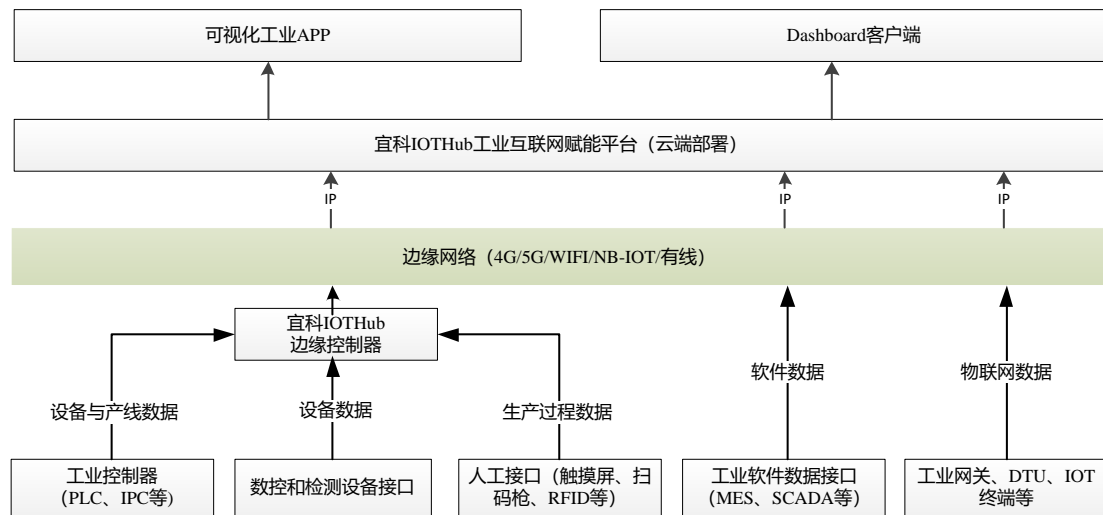 可视化工业APP
Dashboard客户端
宜科IOTHub工业互联网赋能平台（云端部署）
IP
IP
IP
边缘网络（4G/5G/WIFI/NB-IOT/有线）
宜科IOTHub
边缘控制器
软件数据
物联网数据
设备与产线数据
设备数据
生产过程数据
工业控制器
（PLC、IPC等）
数控和检测设备接口
人工接口（触摸屏、扫
码枪、RFID等）
工业软件数据接口
（MES、SCADA等）
工业网关、DTU、IOT
终端等